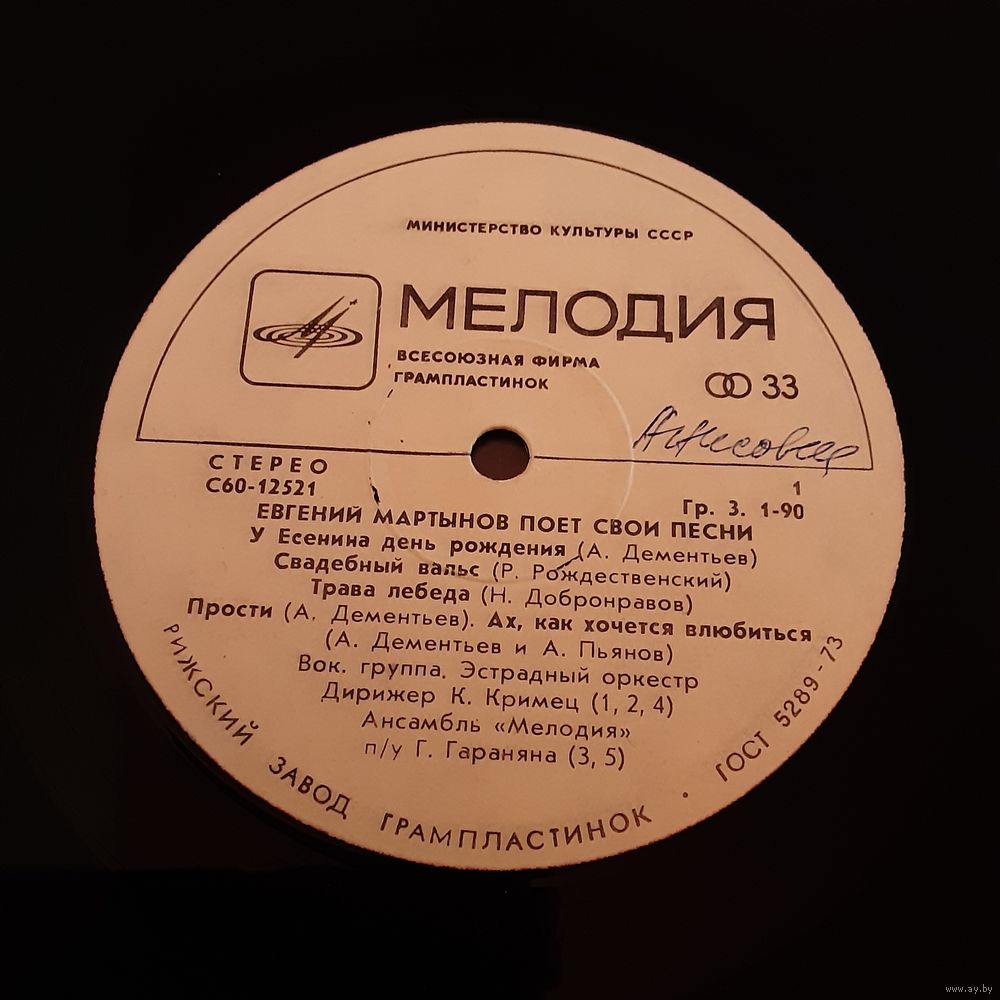 МИНИСТЕРСТВО КУЛЬТУРЫ СССР
МЕЛОДИЯ
ВСЕСОЮЗНАЯ ФИРМА
ГРАМПЛАСТИНОК
33
СТЕРЕО
С60-12521
1
Гр. 3. 1-90
ЕВГЕНИЙ МАРТЫНОВ ПОЕТ СВОИ ПЕСНИ
У Есенина день рождения (А. Дементьев)
Свадебный вальс (Р. Рождественский)
Трава лебеда (Н. Добронравов)
Прости (А. Дементьев). Ах, как хочется влюбиться
(А. Дементьев и А. Пьянов)
Вок. группа. Эстрадный оркестр
Дирижер К. Кримец (1, 2, 4)
Ансамбль «Мелодия»
п/у Г. Гараняна (3, 5)
РИЖСКИЙ ЗАВОД ГРАМПЛАСТИНОК • ГОСТ 5289-73
www.ay.by